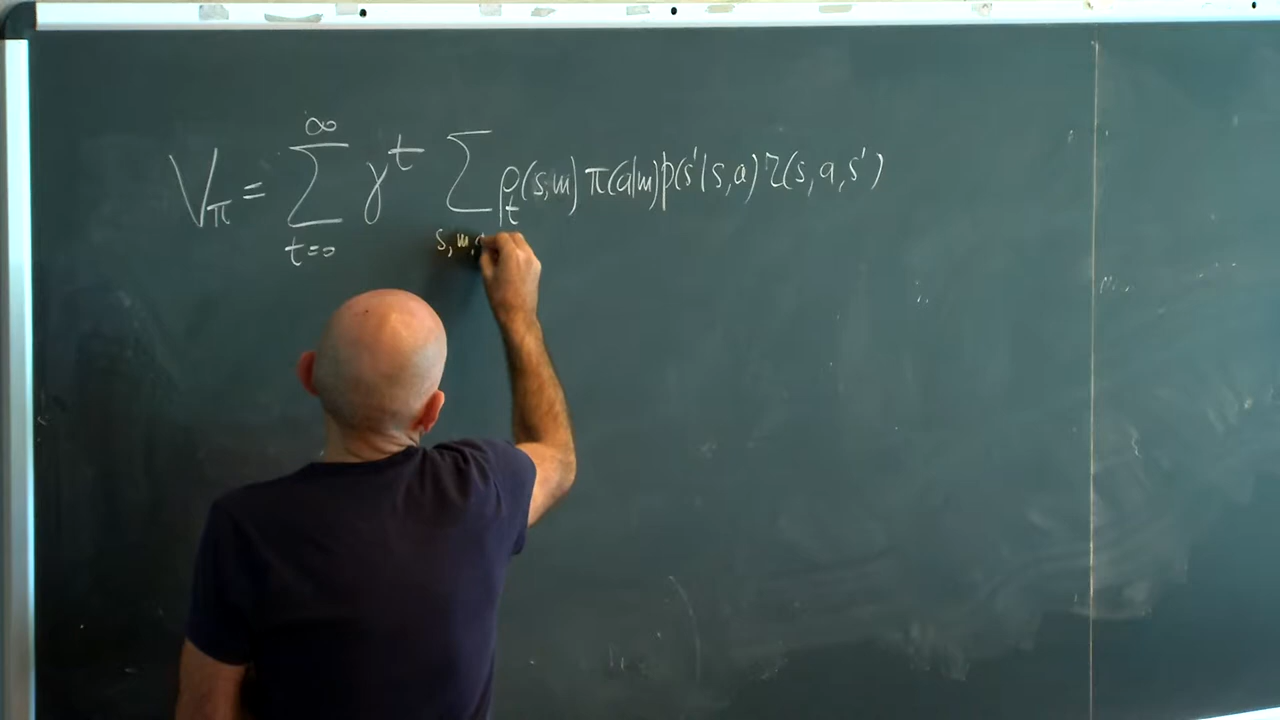 V_π = ∑_{t=0}^{∞} γ^t ∑_{s,m,} ρ_t(s,m) π(a|m) p(s'|s,a) r(s,a,s')